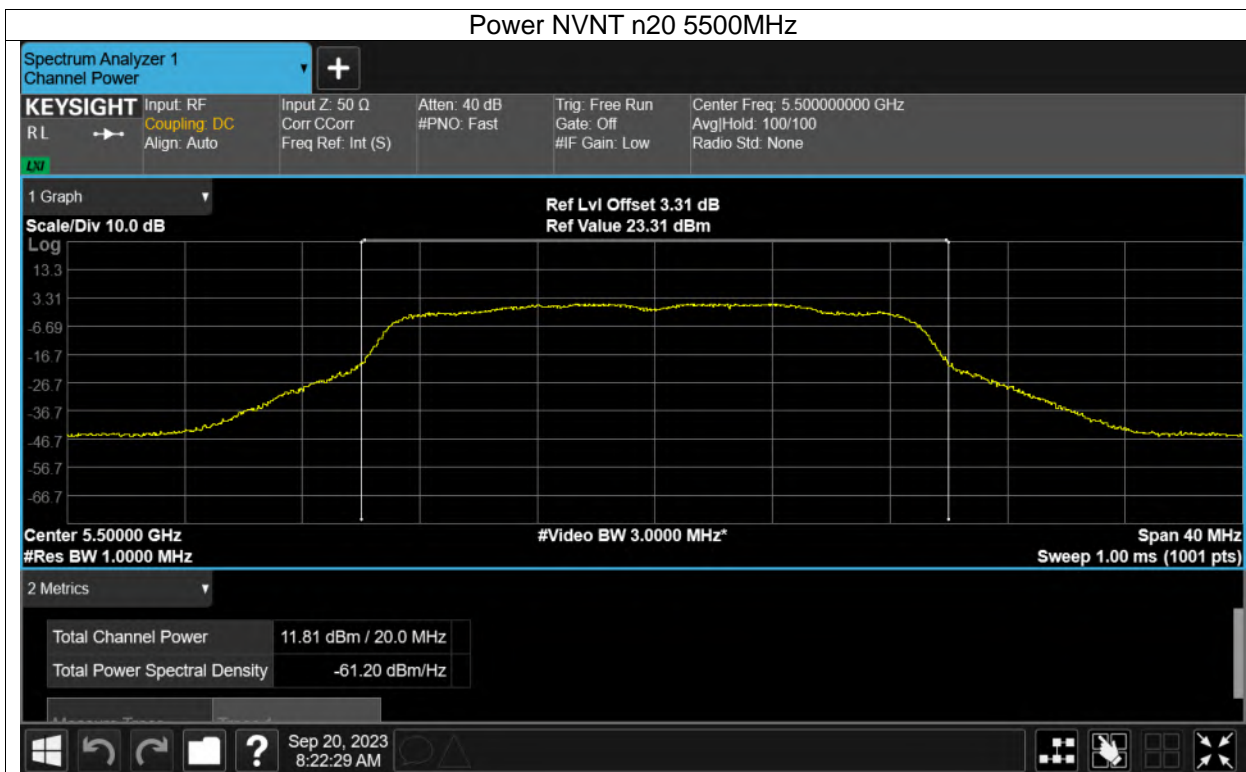 Power NVNT n20 5500MHz
Spectrum Analyzer 1
Channel Power
KEYSIGHT
RL
LXI
Input: RF
Coupling: DC
Align: Auto
Input Z: 50 Ω
Corr CCorr
Freq Ref: Int (S)
Atten: 40 dB
#PNO: Fast
Trig: Free Run
Gate: Off
#IF Gain: Low
Center Freq: 5.500000000 GHz
Avg|Hold: 100/100
Radio Std: None
1 Graph
Scale/Div 10.0 dB
Ref Lvl Offset 3.31 dB
Ref Value 23.31 dBm
Log
13.3
3.31
-6.69
-16.7
-26.7
-36.7
-46.7
-56.7
-66.7
Center 5.50000 GHz
#Res BW 1.0000 MHz
#Video BW 3.0000 MHz*
Span 40 MHz
Sweep 1.00 ms (1001 pts)
2 Metrics
Total Channel Power 11.81 dBm / 20.0 MHz
Total Power Spectral Density -61.20 dBm/Hz
?
Sep 20, 2023
8:22:29 AM